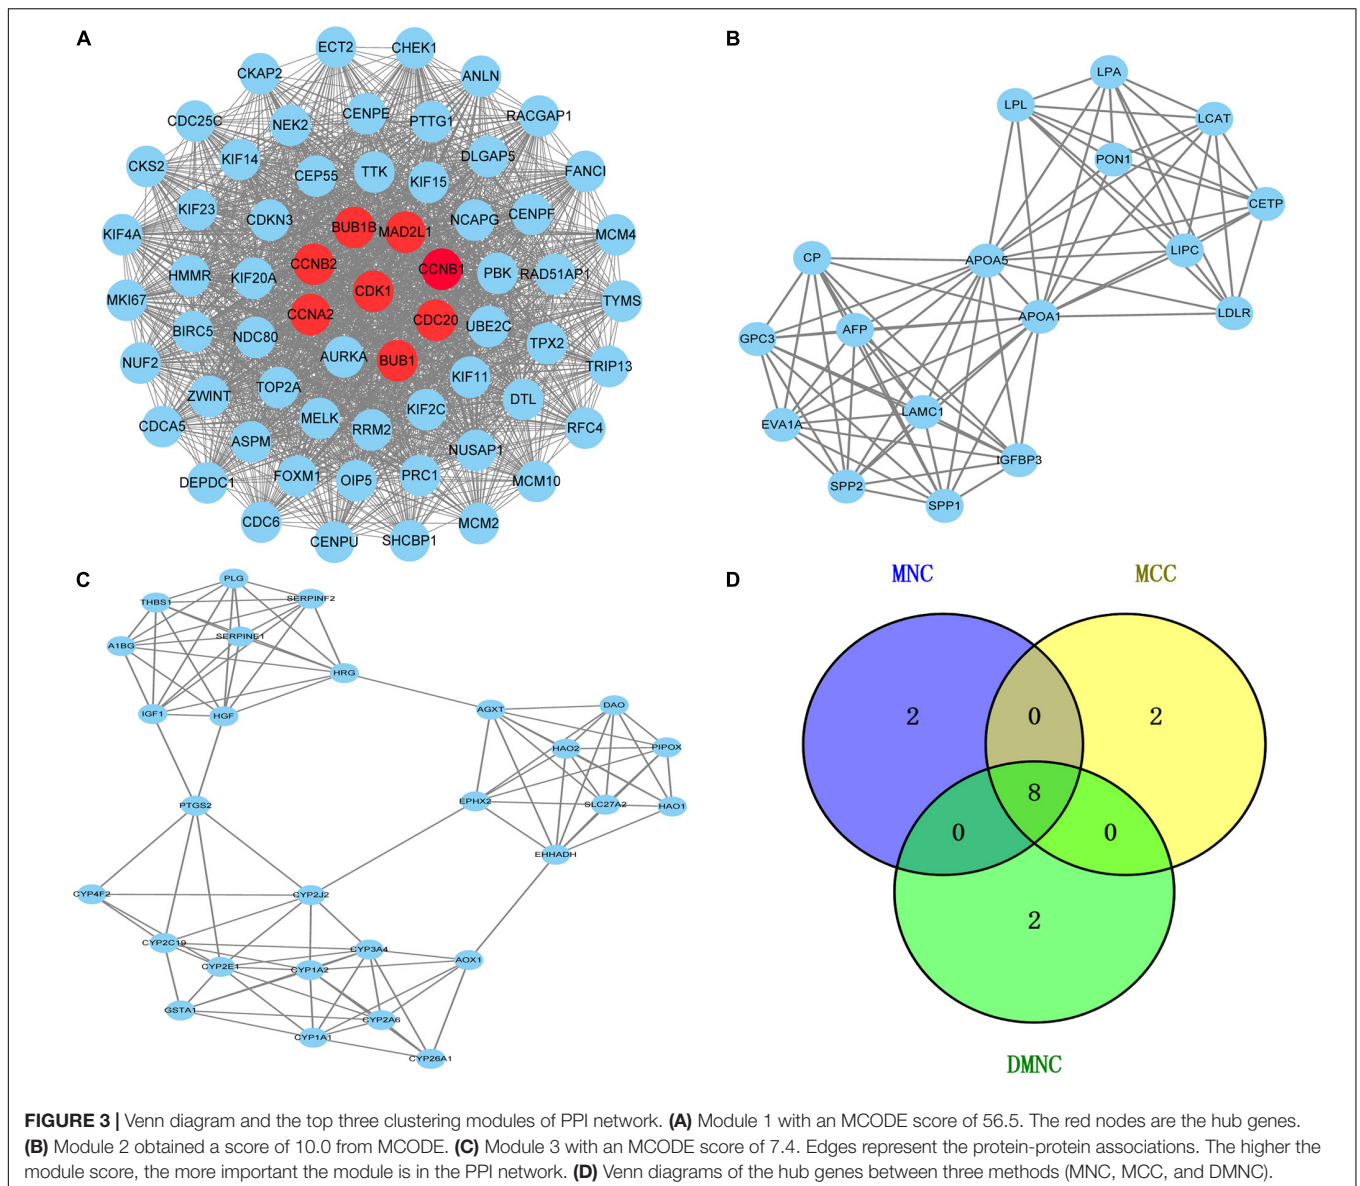 A
ECT2
CHEK1
CKAP2
ANLN
CDC25C
NEK2
CENPE
PTTG1
RACGAP1
CKS2
KIF14
CEP55
TTK
KIF15
DLGAP5
FANCI
KIF23
CDKN3
BUB1B
MAD2L1
NCAPG
CENPF
KIF4A
MCM4
HMMR
KIF20A
CCNB2
CDK1
CCNB1
PBK
RAD51AP1
MKI67
TYMS
BIRC5
NDC80
CCNA2
CDC20
UBE2C
TPX2
NUF2
AURKA
BUB1
TRIP13
ZWINT
TOP2A
KIF11
DTL
CDCA5
MELK
RRM2
KIF2C
RFC4
ASPM
NUSAP1
DEPDC1
FOXM1
OIP5
PRC1
MCM10
CDC6
CENPU
SHCBP1
MCM2
B
LPA
LPL
LCAT
PON1
CETP
CP
APOA5
LIPC
GPC3
AFP
APOA1
LDLR
EVA1A
LAMC1
IGFBP3
SPP2
SPP1
C
PLG
THBS1
SERPINF2
A1BG
SERPINE1
HRG
IGF1
HGF
AGXT
DAO
HAO2
PIPOX
PTGS2
EPHX2
SLC27A2
HAO1
EHHADH
CYP4F2
CYP2J2
CYP2C19
CYP3A4
CYP2E1
CYP1A2
AOX1
GSTA1
CYP2A6
CYP1A1
CYP26A1
D
MNC
MCC
2
0
2
8
0
0
2
DMNC
FIGURE 3 | Venn diagram and the top three clustering modules of PPI network. (A) Module 1 with an MCODE score of 56.5. The red nodes are the hub genes.
(B) Module 2 obtained a score of 10.0 from MCODE. (C) Module 3 with an MCODE score of 7.4. Edges represent the protein-protein associations. The higher the
module score, the more important the module is in the PPI network. (D) Venn diagrams of the hub genes between three methods (MNC, MCC, and DMNC).